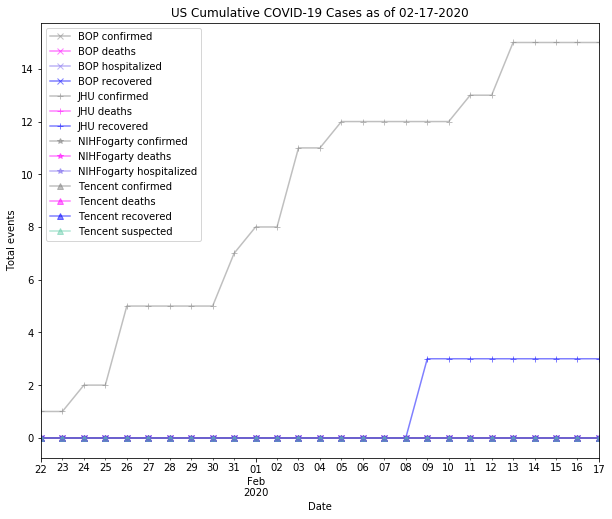 US Cumulative COVID-19 Cases as of 02-17-2020
BOP confirmed
BOP deaths
BOP hospitalized
BOP recovered
JHU confirmed
JHU deaths
JHU recovered
NIHFogarty confirmed
NIHFogarty deaths
NIHFogarty hospitalized
Tencent confirmed
Tencent deaths
Tencent recovered
Tencent suspected
Total events
14
12
10
8
6
4
2
0
22 23 24 25 26 27 28 29 30 31 01 02 03 04 05 06 07 08 09 10 11 12 13 14 15 16 17
Feb
2020
Date